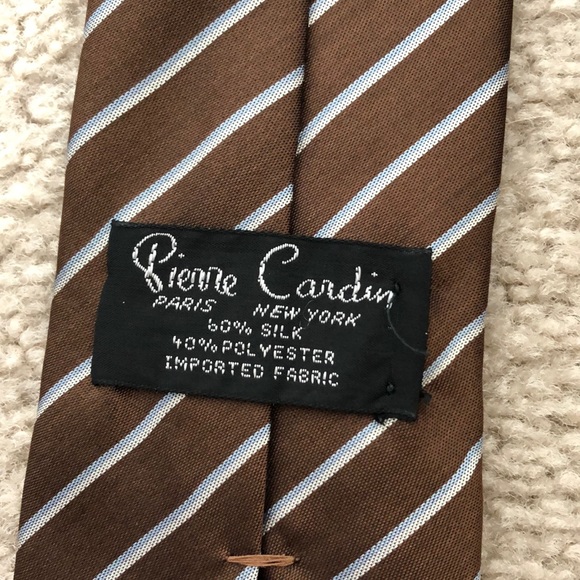 Pierre Cardin
PARIS NEW YORK
60% SILK
40% POLYESTER
IMPORTED FABRIC